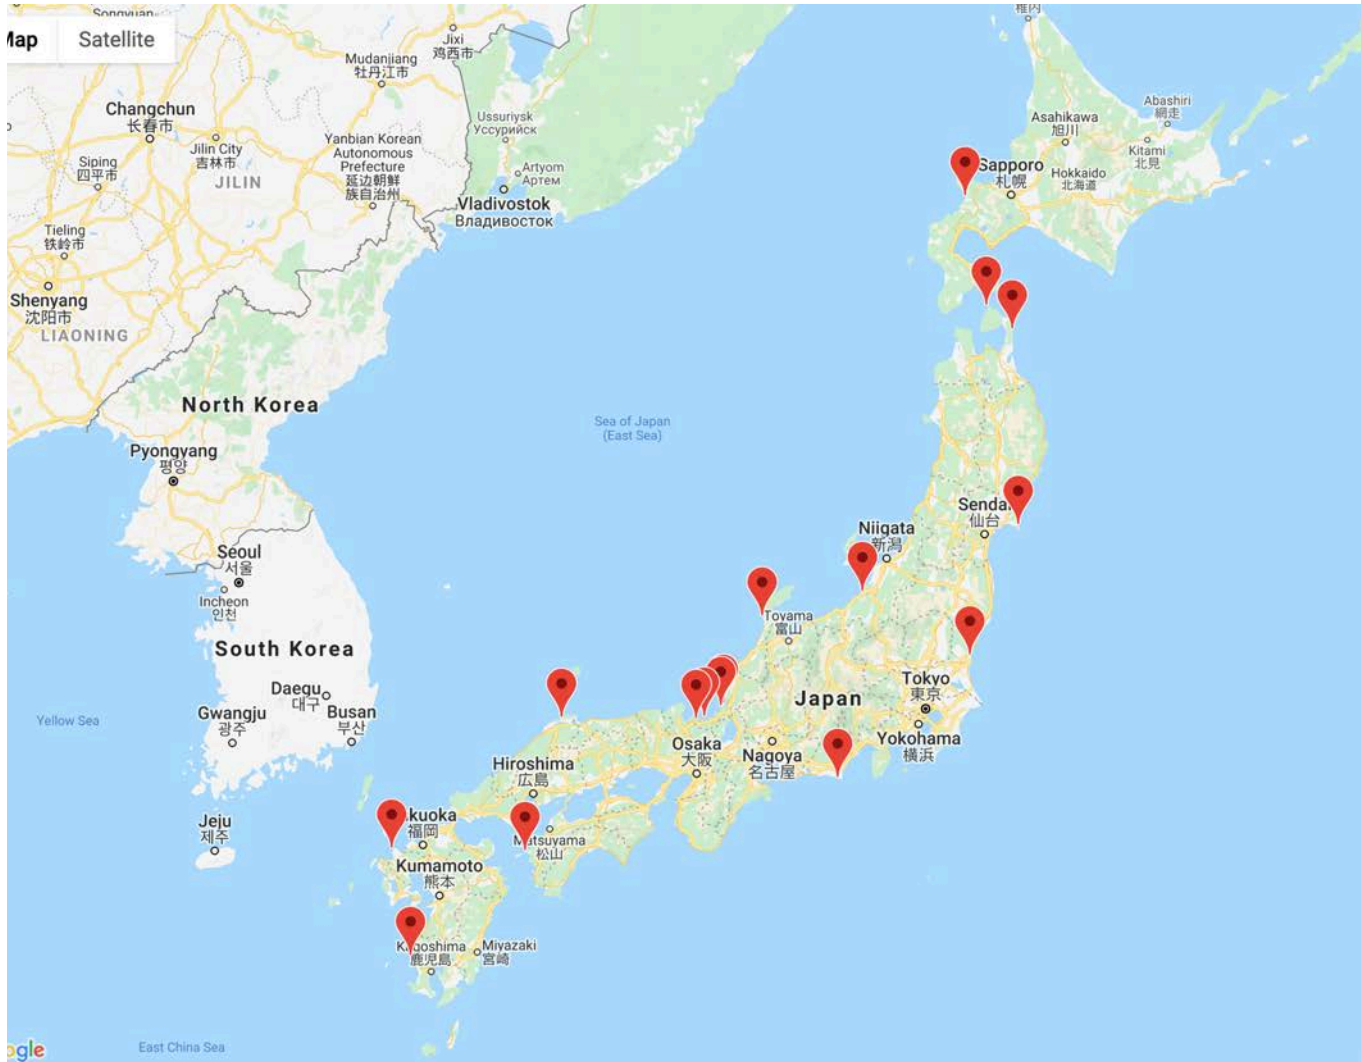 Map
Satellite
Songyuan
Jixi
鸡西市
Mudanjiang
牡丹江市
稚内
Changchun
长春市
Jilin City
吉林市
Siping
四平市
JILIN
Yanbian Korean
Autonomous
Prefecture
延边朝鲜
族自治州
Ussuriysk
Уссурийск
Artyom
Артем
Vladivostok
Владивосток
Abashiri
網走
Asahikawa
旭川
Kitami
北見
Sapporo
札幌
Hokkaido
北海道
Tieling
铁岭市
Shenyang
沈阳市
LIAONING
North Korea
Pyongyang
평양
Sea of Japan
(East Sea)
Seoul
서울
Incheon
인천
South Korea
Daegu
대구
Gwangju
광주
Busan
부산
Yellow Sea
Jeju
제주
Sendai
仙台
Niigata
新潟
Toyama
富山
Tokyo
東京
Japan
Yokohama
横浜
Nagoya
名古屋
Osaka
大阪
Hiroshima
広島
Matsuyama
松山
kuoka
福岡
Kumamoto
熊本
Kagoshima
鹿児島
Miyazaki
宮崎
East China Sea
ogle